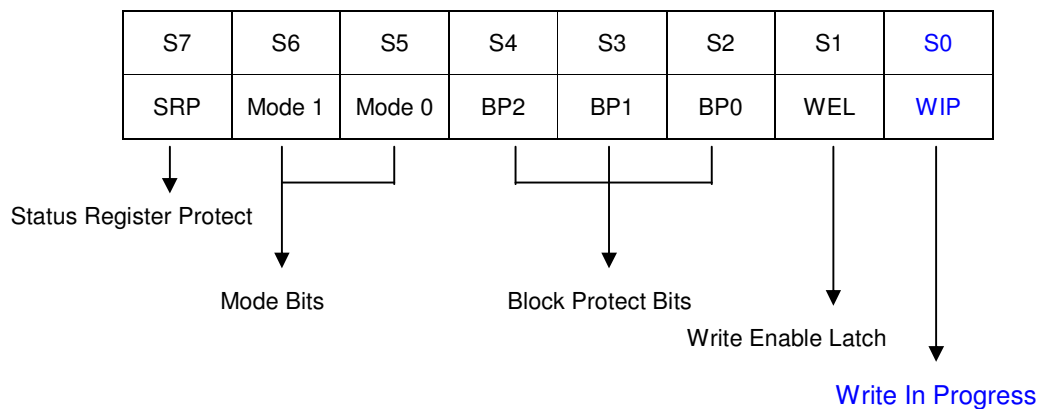 S7 S6 S5 S4 S3 S2 S1 S0
SRP Mode 1 Mode 0 BP2 BP1 BP0 WEL WIP
Status Register Protect
Mode Bits
Block Protect Bits
Write Enable Latch
Write In Progress